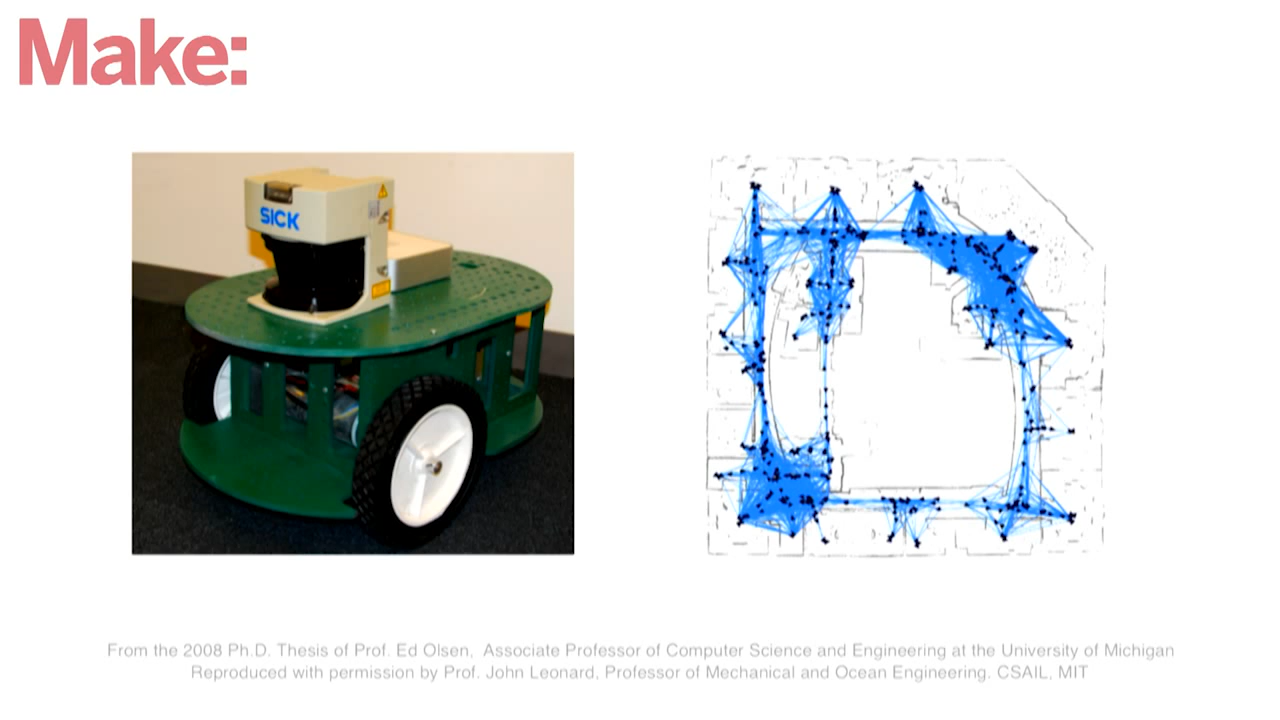 Make:
SICK
From the 2008 Ph.D. Thesis of Prof. Ed Olsen, Associate Professor of Computer Science and Engineering at the University of Michigan
Reproduced with permission by Prof. John Leonard, Professor of Mechanical and Ocean Engineering. CSAIL, MIT